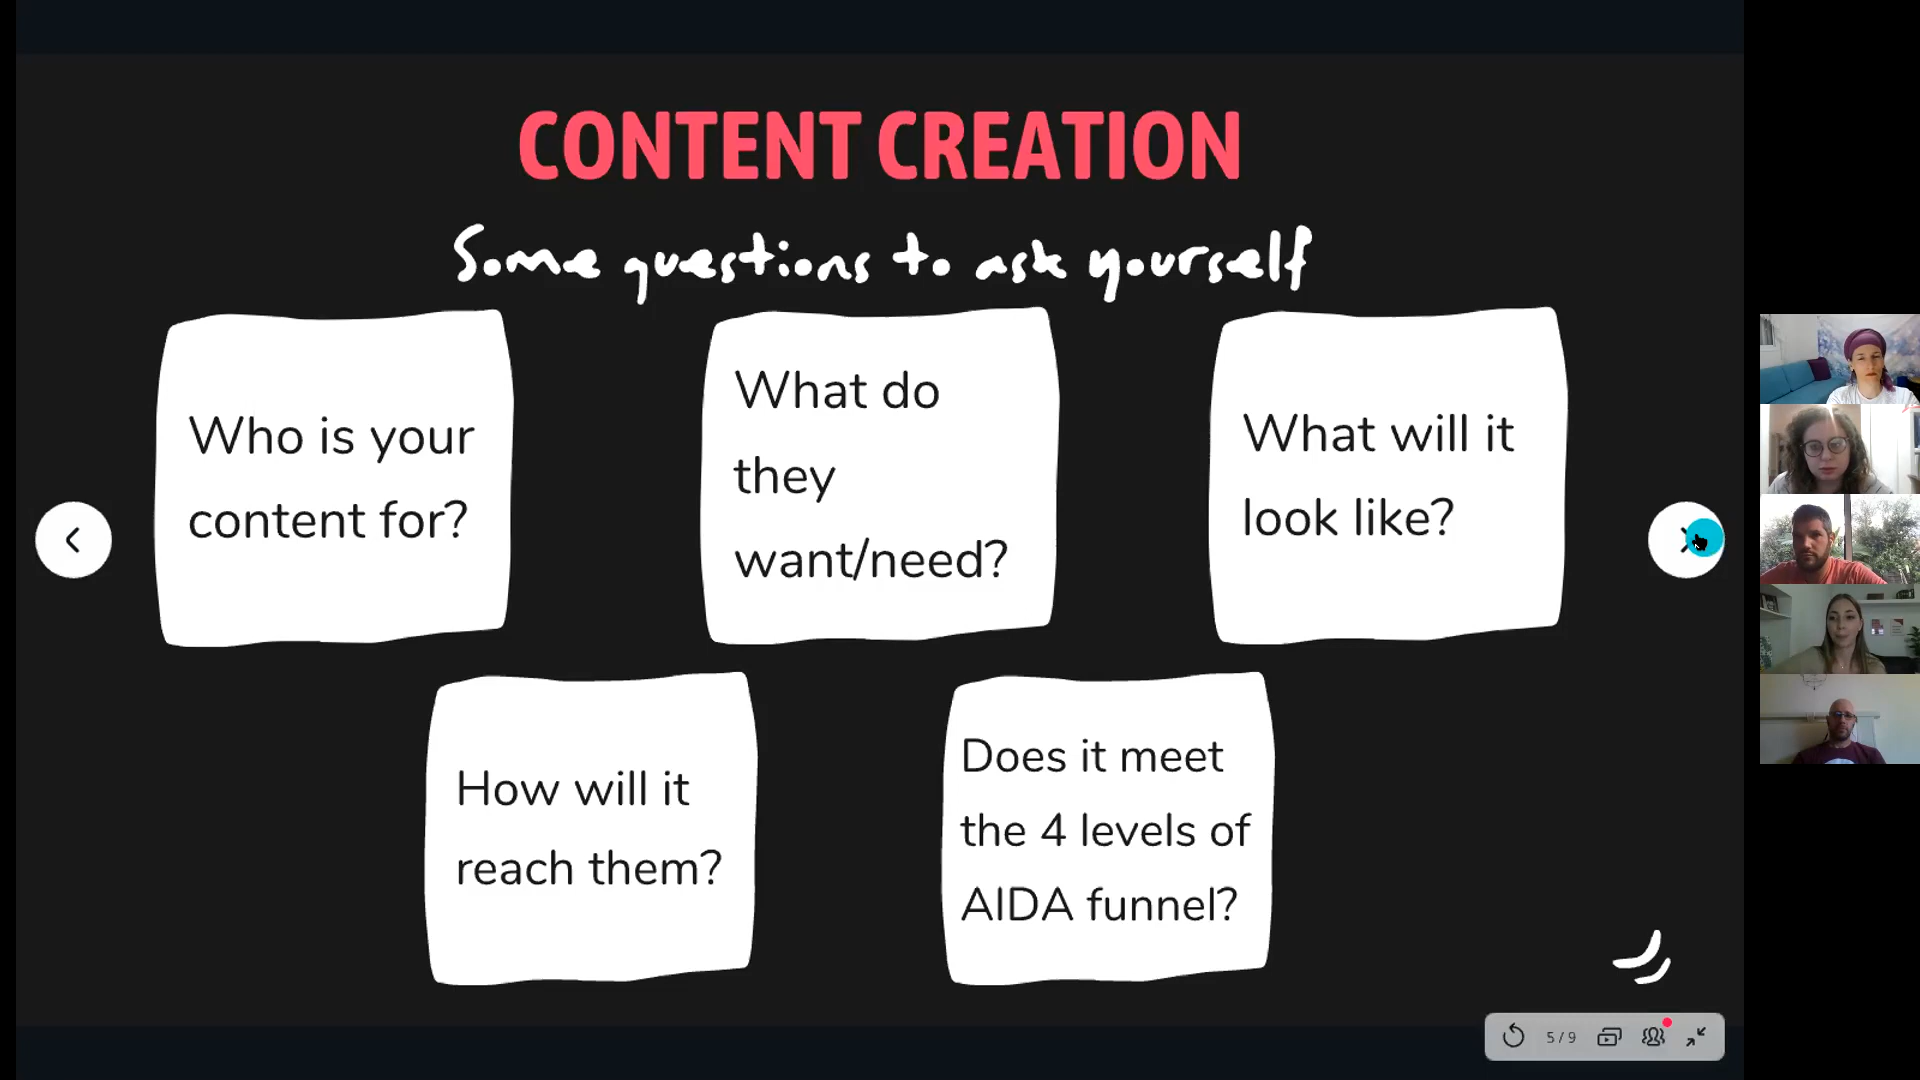 CONTENT CREATION
Some questions to ask yourself
Who is your
content for?
What do
they
want/need?
What will it
look like?
How will it
reach them?
Does it meet
the 4 levels of
AIDA funnel?
5 / 9